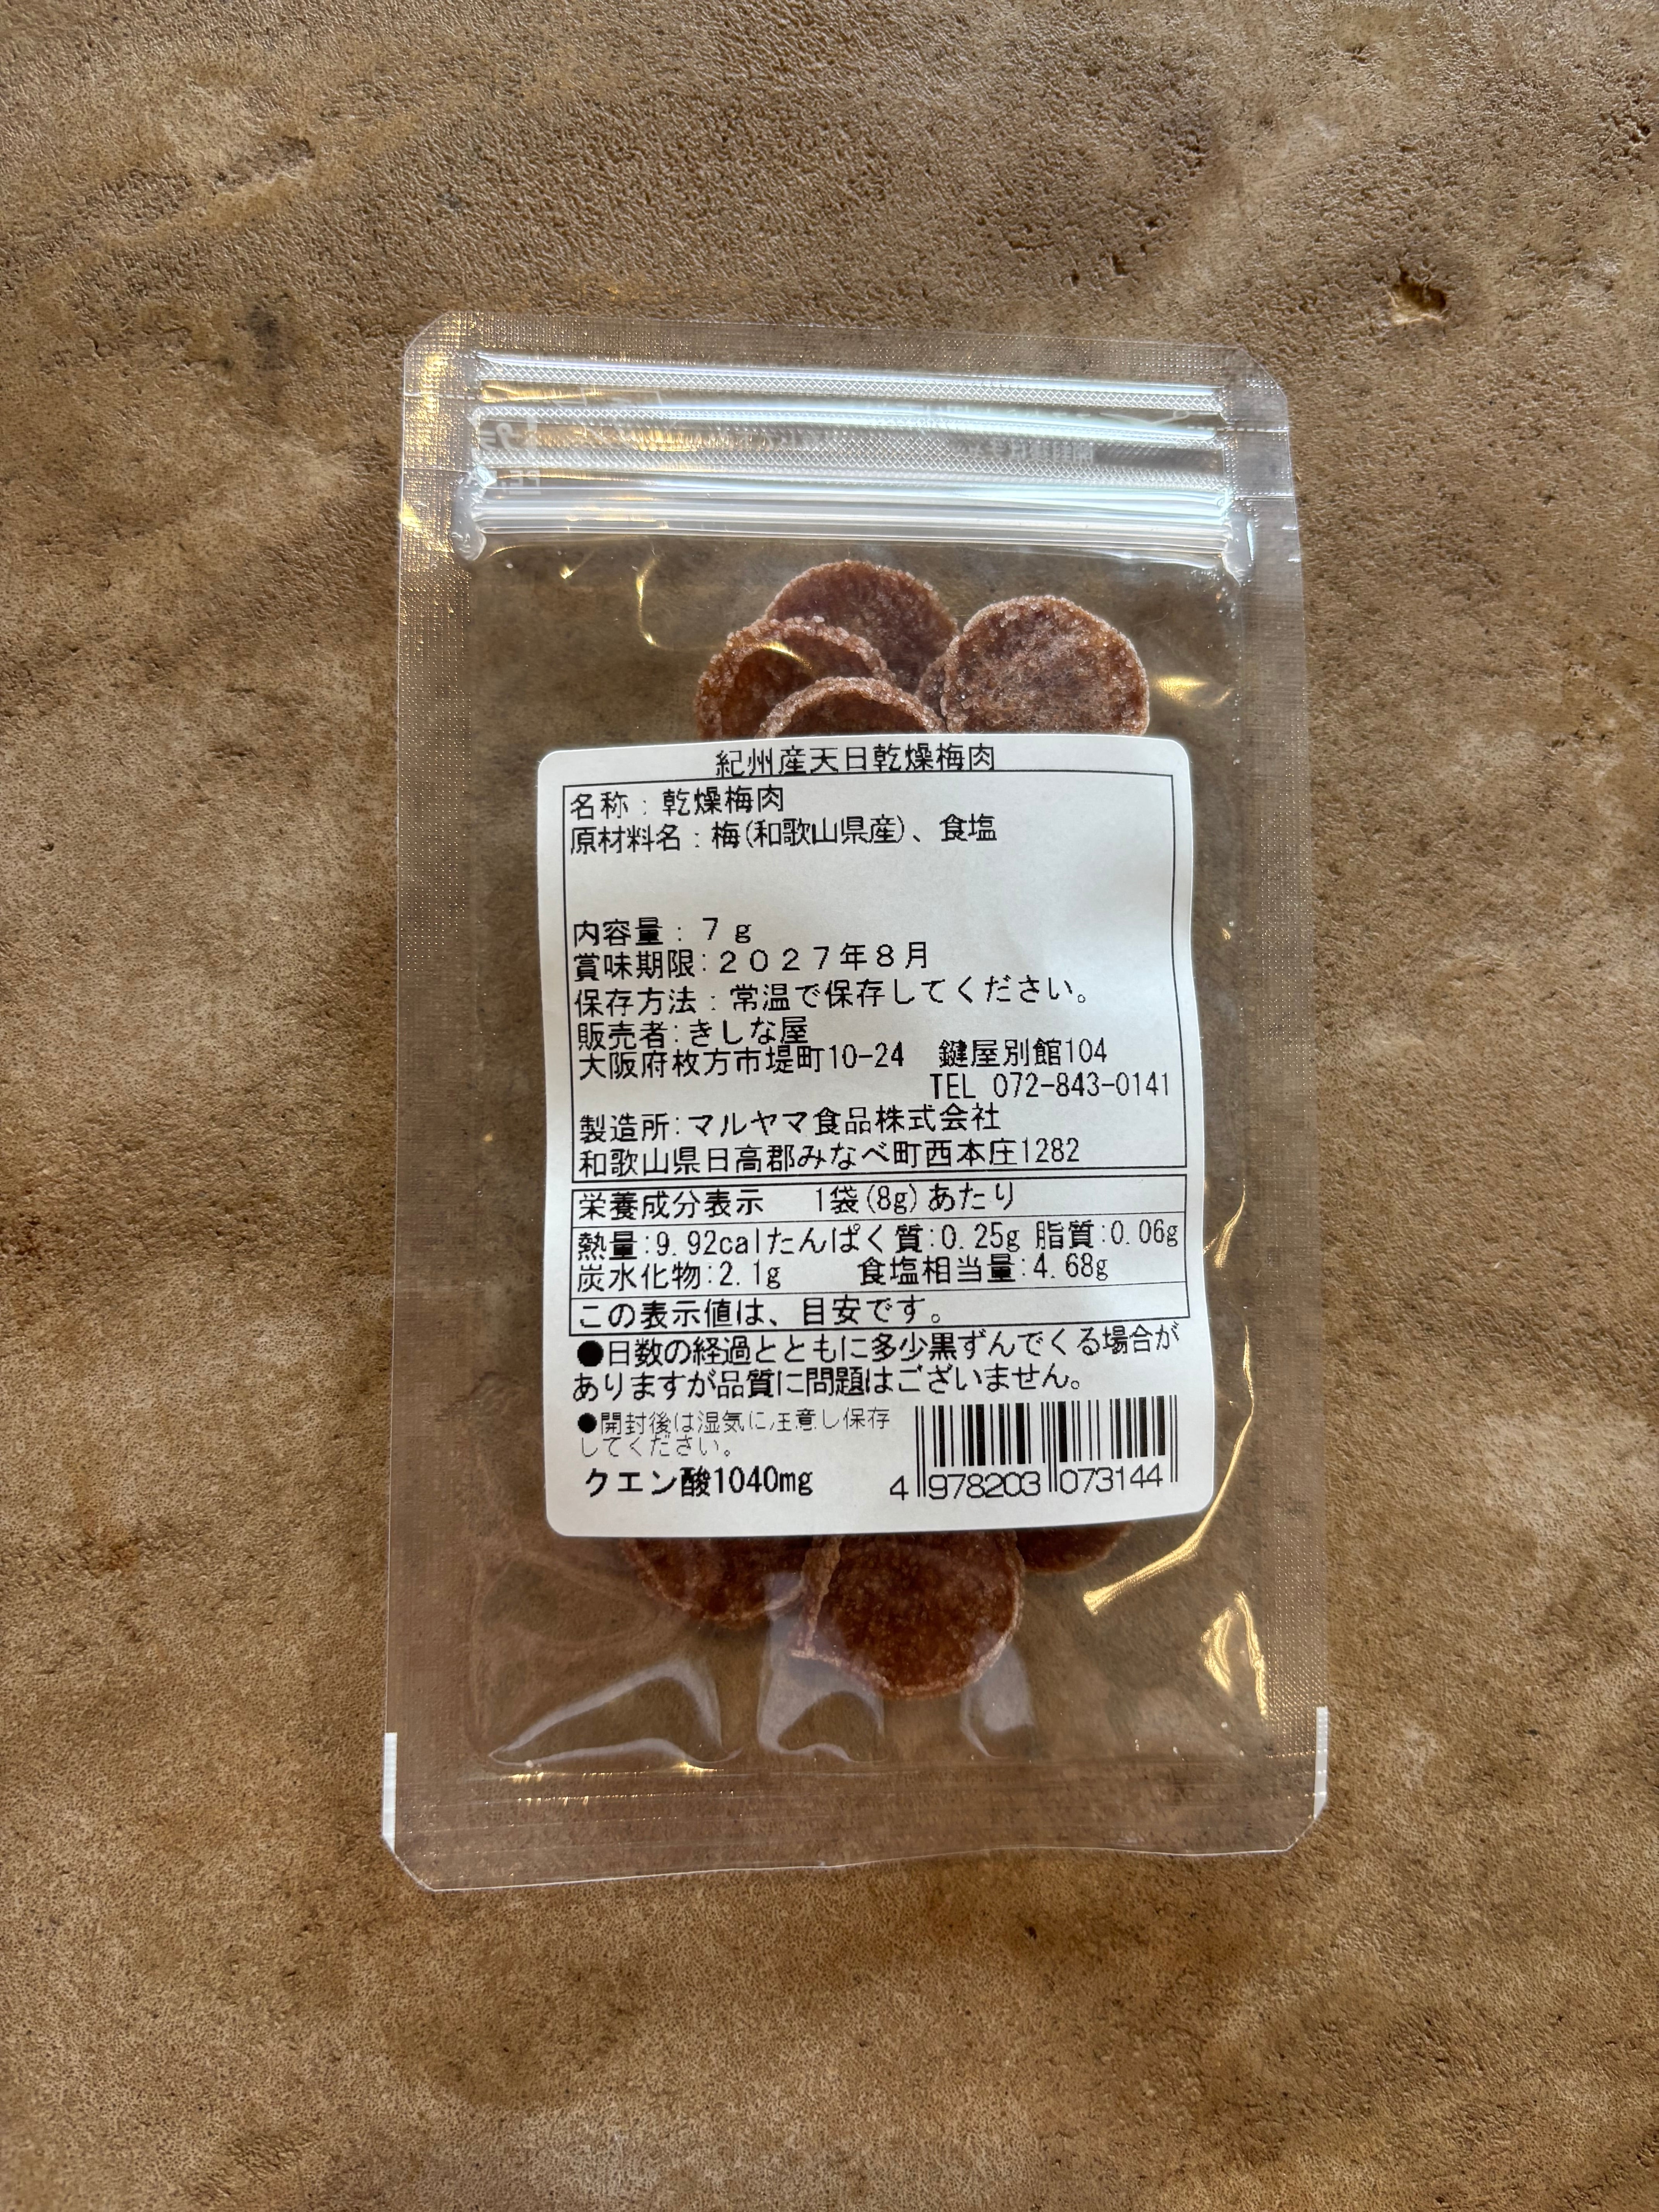 紀州産天日乾燥梅肉
名称：乾燥梅肉
原材料名：梅(和歌山県産)、食塩
内容量：７ｇ
賞味期限：２０２７年８月
保存方法：常温で保存してください。
販売者：きしな屋
大阪府枚方市堤町10-24　鍵屋別館104
TEL 072-843-0141
製造所：マルヤマ食品株式会社
和歌山県日高郡みなべ町西本庄1282
栄養成分表示　1袋(8g)あたり
熱量:9.92calたんぱく質:0.25g 脂質:0.06g
炭水化物:2.1g　食塩相当量:4.68g
この表示値は、目安です。
●日数の経過とともに多少黒ずんでくる場合が
ありますが品質に問題はございません。
●開封後は湿気に注意し保存
してください。
クエン酸1040mg
4 978203 073144